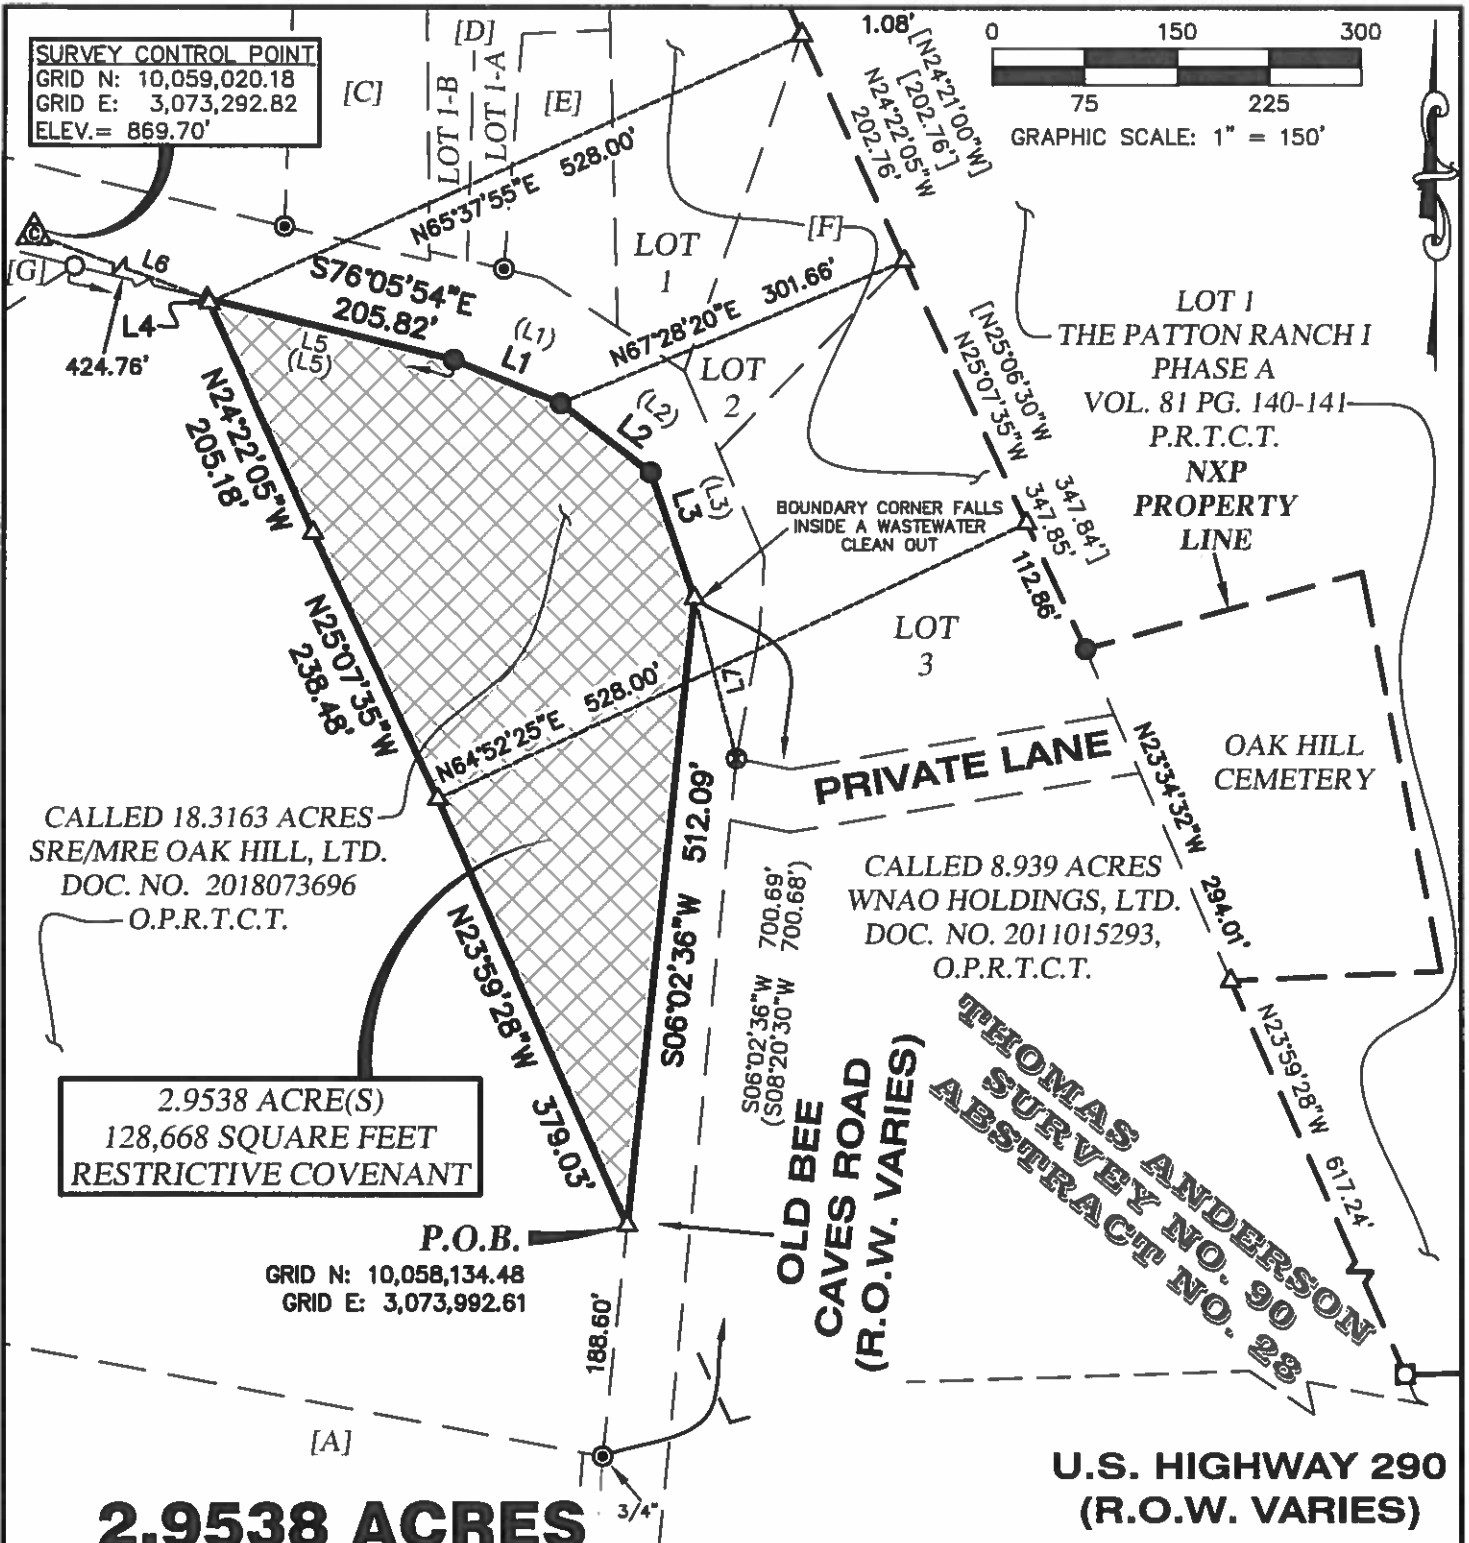 SURVEY CONTROL POINT
GRID N: 10,059,020.18
GRID E: 3,073,292.82
ELEV.= 869.70'
[C]
[D]
LOT 1-B
LOT 1-A
[E]
1.08'
[N24°21'00"W]
[202.76']
N24°22'05"W
202.76'
0 150 300
75 225
GRAPHIC SCALE: 1" = 150'
N65°37'55"E 528.00'
[G]
L6
L4
424.76'
S76°05'54"E
205.82'
L5
(L5)
(L1)
L1
LOT
1
[F]
N67°28'20"E 301.66'
LOT
2
(L2)
L2
(L3)
L3
[N25°06'30"W 347.84']
N25°07'35"W 347.85'
LOT 1
THE PATTON RANCH I
PHASE A
VOL. 81 PG. 140-141
P.R.T.C.T.
NXP
PROPERTY
LINE
N24°22'05"W
205.18'
BOUNDARY CORNER FALLS
INSIDE A WASTEWATER
CLEAN OUT
112.86'
N25°07'35"W
238.48'
LOT
3
L7
N64°52'25"E 528.00'
PRIVATE LANE
N23°34'32"W 294.01'
OAK HILL
CEMETERY
CALLED 18.3163 ACRES
SRE/MRE OAK HILL, LTD.
DOC. NO. 2018073696
O.P.R.T.C.T.
CALLED 8.939 ACRES
WNAO HOLDINGS, LTD.
DOC. NO. 2011015293,
O.P.R.T.C.T.
N23°59'28"W 379.03'
S06°02'36"W 512.09'
S06°02'36"W 700.69'
(S08°20'30"W 700.68')
N23°59'28"W 617.24'
THOMAS ANDERSON
SURVEY NO. 90
ABSTRACT NO. 28
2.9538 ACRE(S)
128,668 SQUARE FEET
RESTRICTIVE COVENANT
OLD BEE
CAVES ROAD
(R.O.W. VARIES)
P.O.B.
GRID N: 10,058,134.48
GRID E: 3,073,992.61
188.60'
[A]
3/4"
U.S. HIGHWAY 290
(R.O.W. VARIES)
2.9538 ACRES